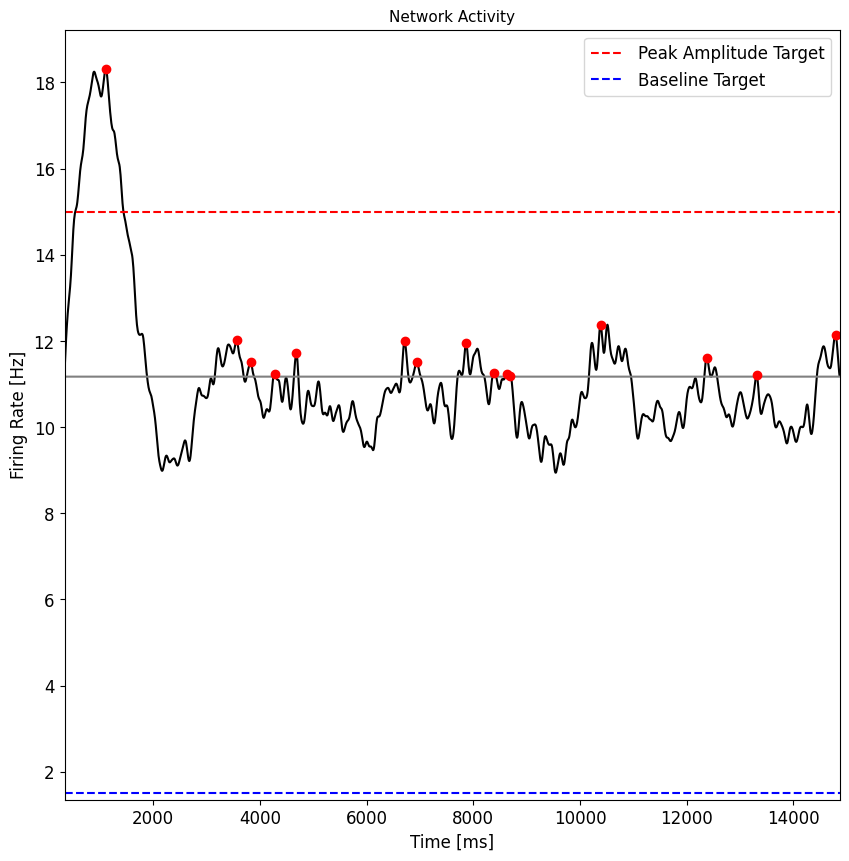 Network Activity
Peak Amplitude Target
Baseline Target
18
16
14
12
10
8
6
4
2
Firing Rate [Hz]
2000 4000 6000 8000 10000 12000 14000
Time [ms]